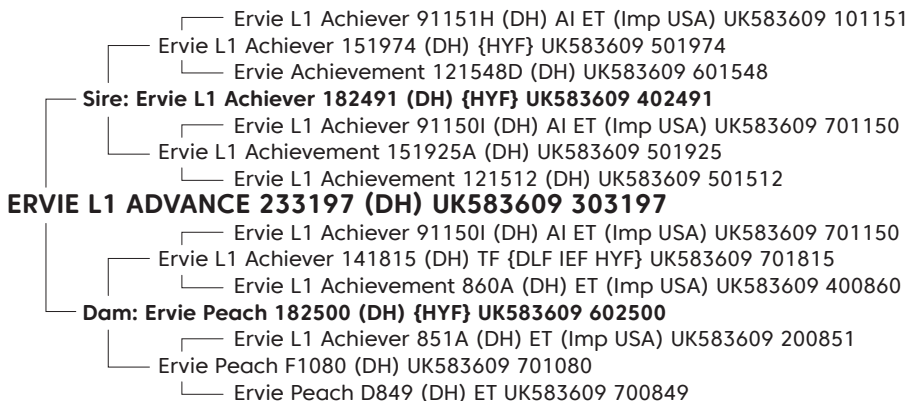 Ervie L1 Achiever 91151H (DH) AI ET (Imp USA) UK583609 101151
Ervie L1 Achiever 151974 (DH) {HYF} UK583609 501974
Ervie Achievement 121548D (DH) UK583609 601548
Sire: Ervie L1 Achiever 182491 (DH) {HYF} UK583609 402491
Ervie L1 Achiever 91150I (DH) AI ET (Imp USA) UK583609 701150
Ervie L1 Achievement 151925A (DH) UK583609 501925
Ervie L1 Achievement 121512 (DH) UK583609 501512
ERVIE L1 ADVANCE 233197 (DH) UK583609 303197
Ervie L1 Achiever 91150I (DH) AI ET (Imp USA) UK583609 701150
Ervie L1 Achiever 141815 (DH) TF {DLF IEF HYF} UK583609 701815
Ervie L1 Achievement 860A (DH) ET (Imp USA) UK583609 400860
Dam: Ervie Peach 182500 (DH) {HYF} UK583609 602500
Ervie L1 Achiever 851A (DH) ET (Imp USA) UK583609 200851
Ervie Peach F1080 (DH) UK583609 701080
Ervie Peach D849 (DH) ET UK583609 700849